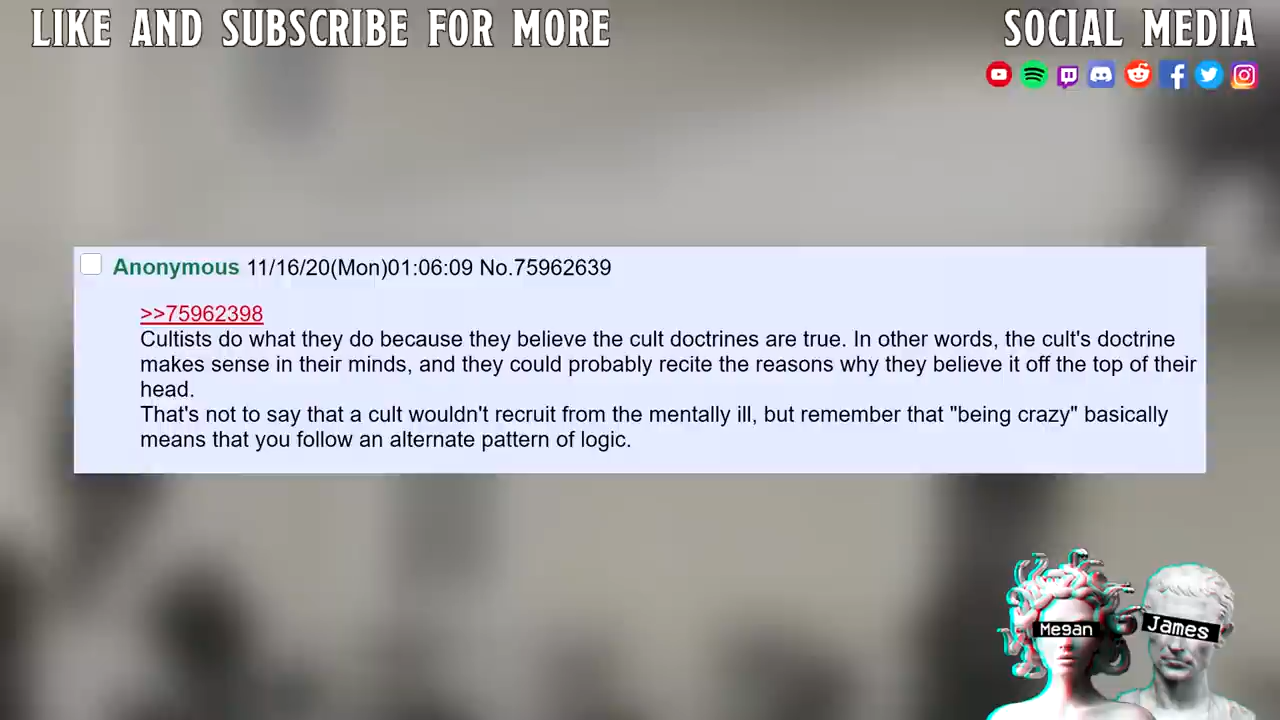 LIKE AND SUBSCRIBE FOR MORE
SOCIAL MEDIA
Anonymous 11/16/20(Mon)01:06:09 No.75962639
>>75962398
Cultists do what they do because they believe the cult doctrines are true. In other words, the cult's doctrine
makes sense in their minds, and they could probably recite the reasons why they believe it off the top of their
head.
That's not to say that a cult wouldn't recruit from the mentally ill, but remember that "being crazy" basically
means that you follow an alternate pattern of logic.
Megan
James